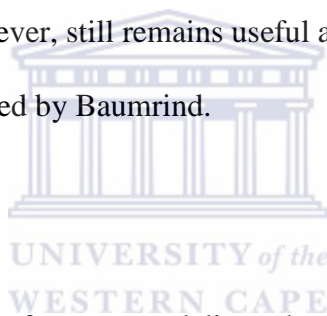 ever, still remains useful a
ed by Baumrind.
UNIVERSITY of the
WESTERN CAPE